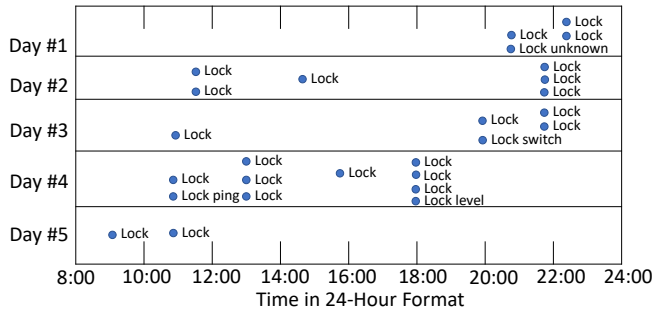 Lock
Day #1
Lock
Lock
Lock unknown
Day #2
Lock
Lock
Lock
Lock
Lock
Lock
Day #3
Lock
Lock
Lock
Lock
Lock switch
Day #4
Lock
Lock
Lock
Lock
Lock
Lock
Lock
Lock ping
Lock
Lock
Lock level
Day #5
Lock
Lock
8:00
10:00
12:00
14:00
16:00
18:00
20:00
22:00
24:00
Time in 24-Hour Format